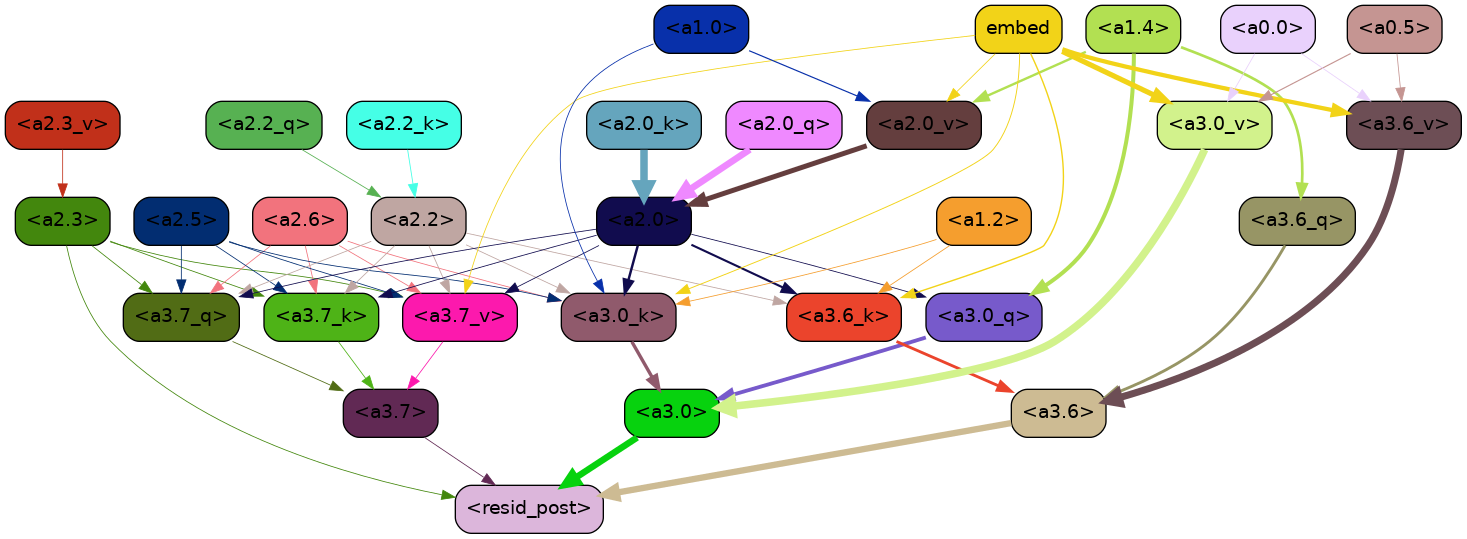 <a1.0>
embed
<a1.4>
<a0.0>
<a0.5>
<a2.3_v>
<a2.2_q>
<a2.2_k>
<a2.0_k>
<a2.0_q>
<a2.0_v>
<a3.0_v>
<a3.6_v>
<a2.3>
<a2.5>
<a2.6>
<a2.2>
<a2.0>
<a1.2>
<a3.6_q>
<a3.7_q>
<a3.7_k>
<a3.7_v>
<a3.0_k>
<a3.6_k>
<a3.0_q>
<a3.7>
<a3.0>
<a3.6>
<resid_post>